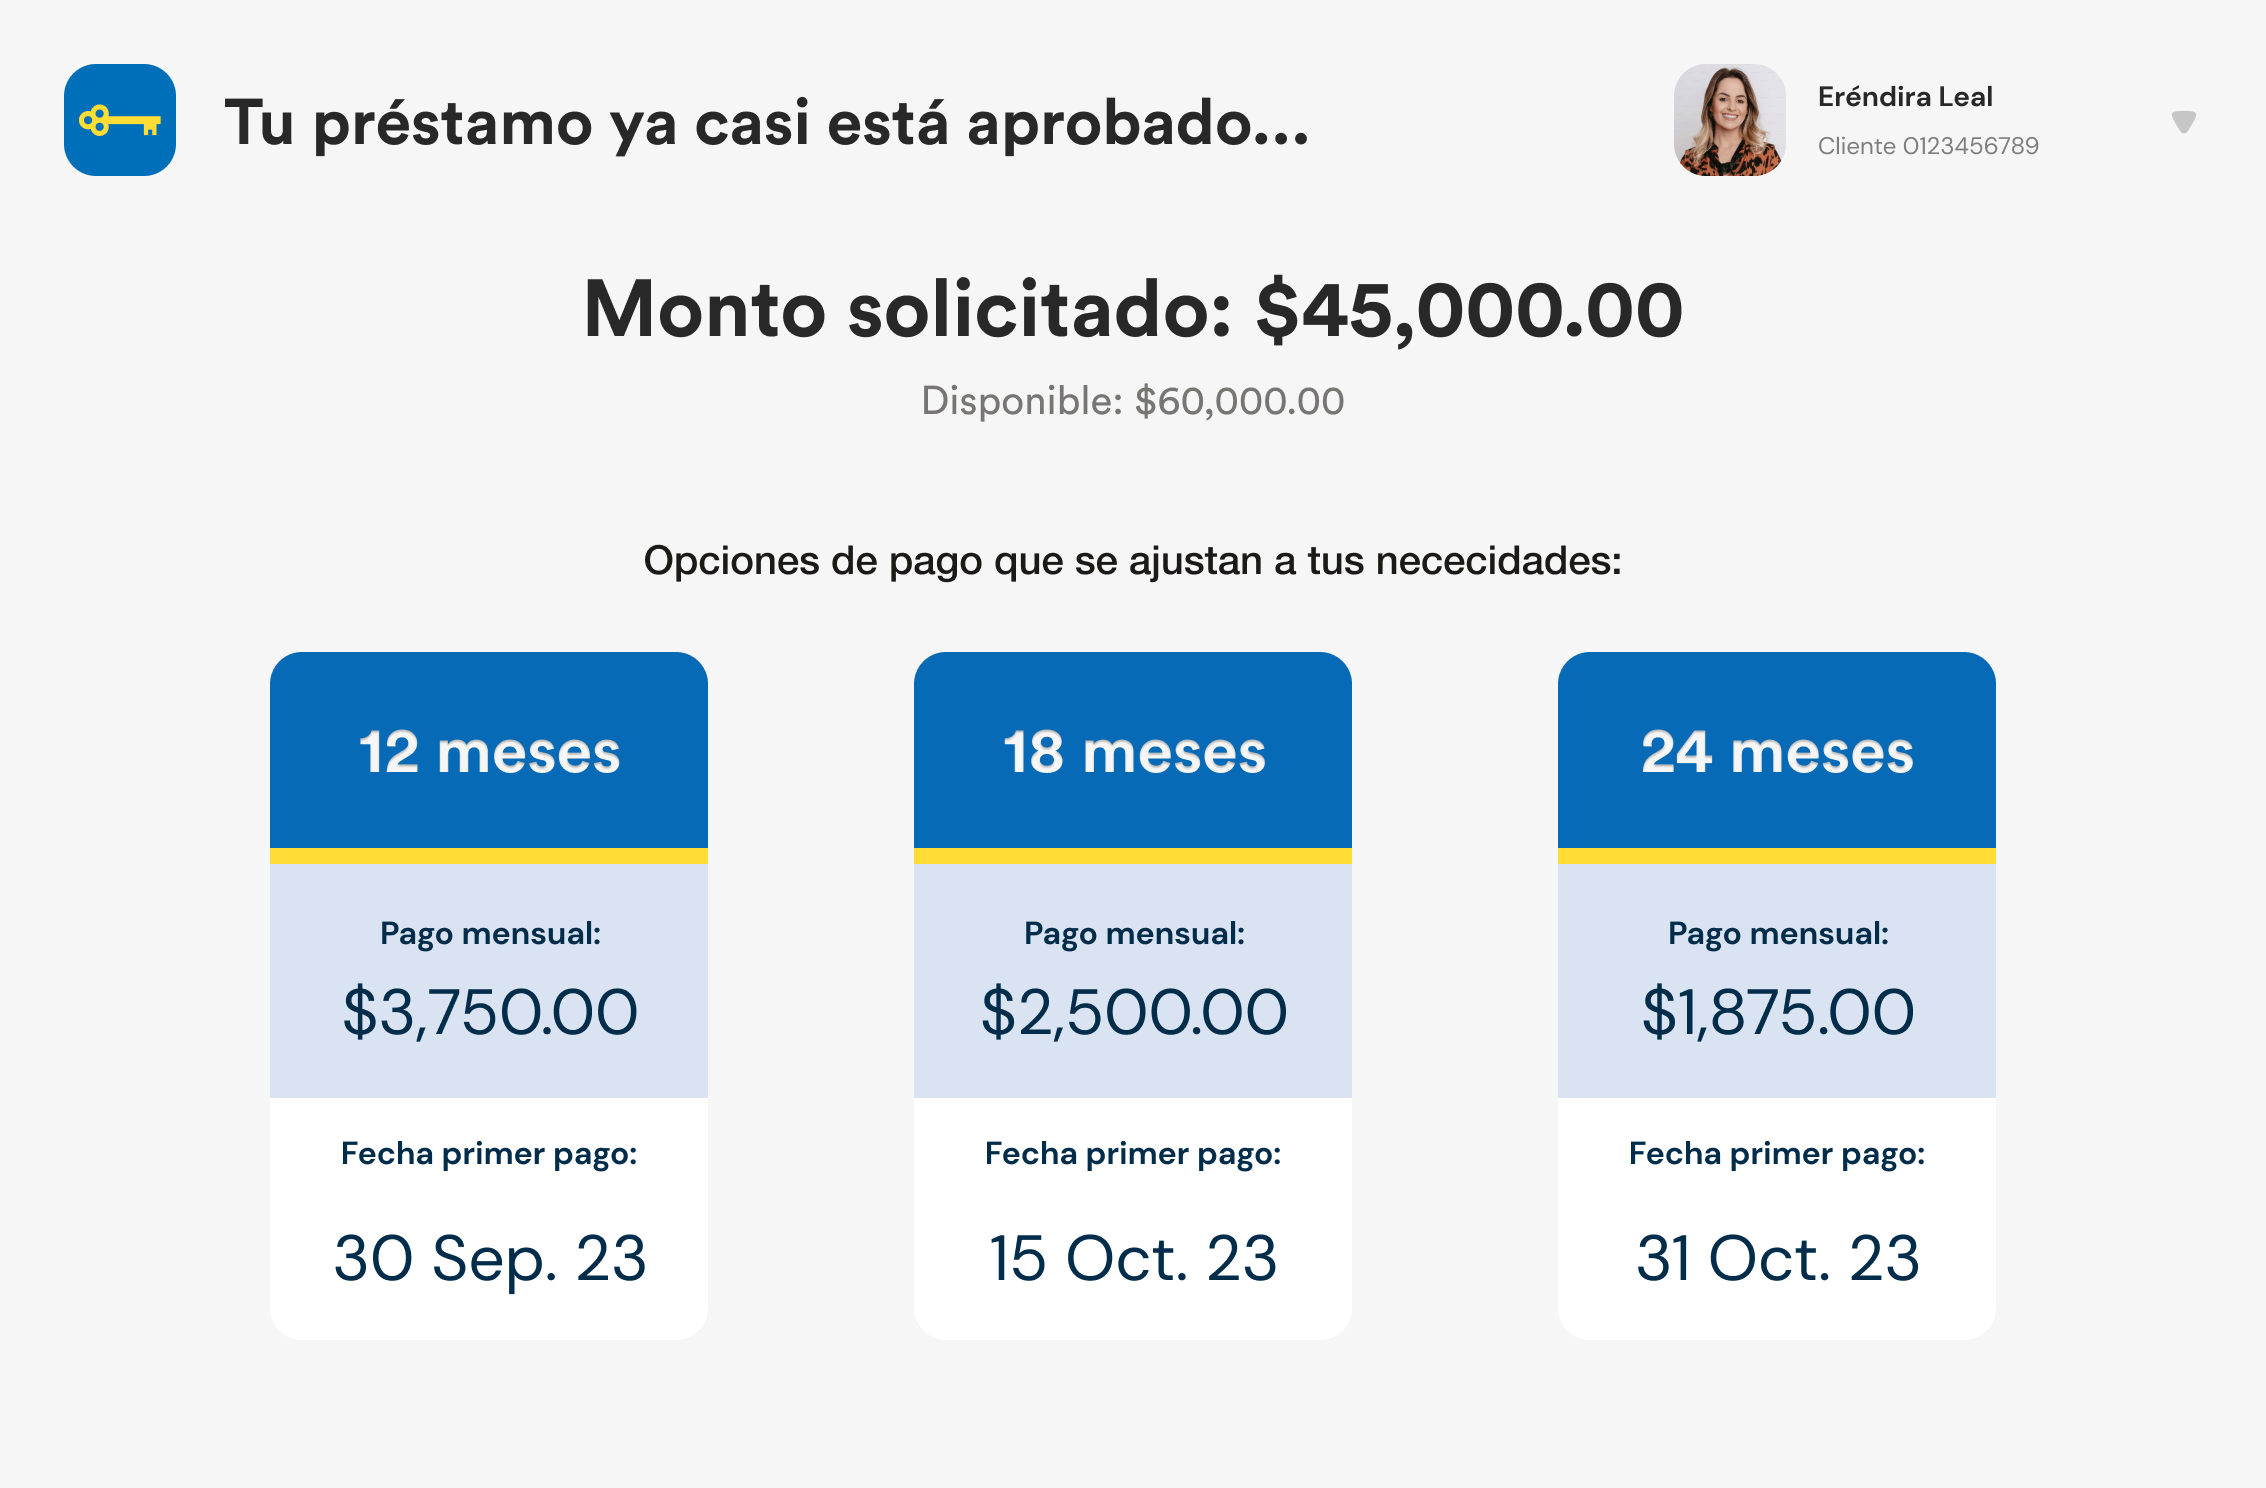 Tu préstamo ya casi está aprobado...
Eréndira Leal
Cliente 0123456789
Monto solicitado: $45,000.00
Disponible: $60,000.00
Opciones de pago que se ajustan a tus nececidades:
12 meses
Pago mensual:
$3,750.00
Fecha primer pago:
30 Sep. 23
18 meses
Pago mensual:
$2,500.00
Fecha primer pago:
15 Oct. 23
24 meses
Pago mensual:
$1,875.00
Fecha primer pago:
31 Oct. 23